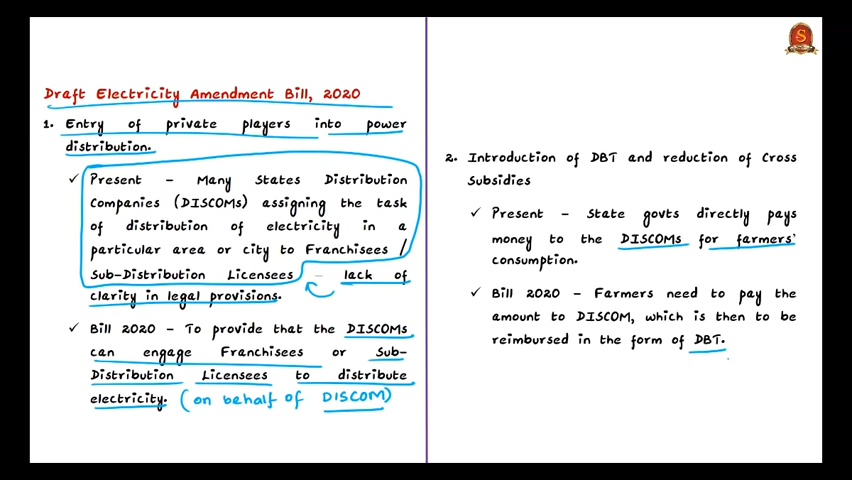 Draft Electricity Amendment Bill, 2020
1. Entry of private players into power
distribution.
✓ Present - Many States Distribution
Companies (DISCOMs) assigning the task
of distribution of electricity in a
particular area or city to Franchisees /
Sub-Distribution Licensees - lack of
clarity in legal provisions.
✓ Bill 2020 - To provide that the DISCOMs
can engage Franchisees or Sub-
Distribution Licensees to distribute
electricity. (on behalf of DISCOM)
2. Introduction of DBT and reduction of Cross
Subsidies
✓ Present - State govts directly pays
money to the DISCOMs for farmers'
consumption.
✓ Bill 2020 - Farmers need to pay the
amount to DISCOM, which is then to be
reimbursed in the form of DBT.
S